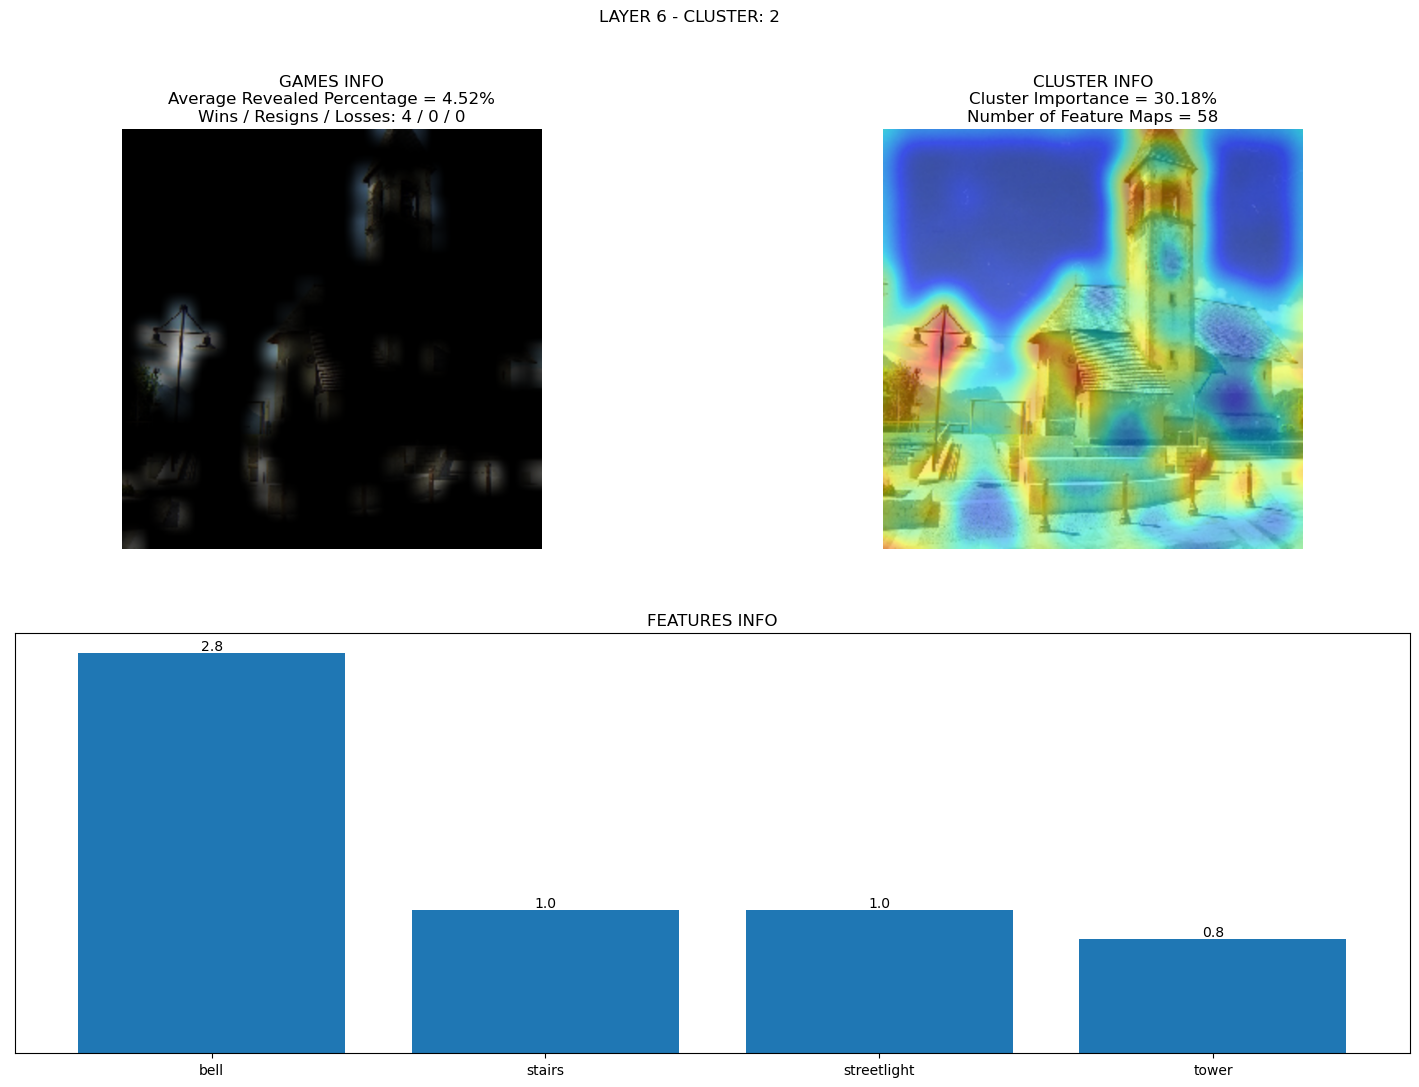 LAYER 6 - CLUSTER: 2
GAMES INFO
Average Revealed Percentage = 4.52%
Wins / Resigns / Losses: 4 / 0 / 0
CLUSTER INFO
Cluster Importance = 30.18%
Number of Feature Maps = 58
FEATURES INFO
2.8
1.0
1.0
0.8
bell
stairs
streetlight
tower